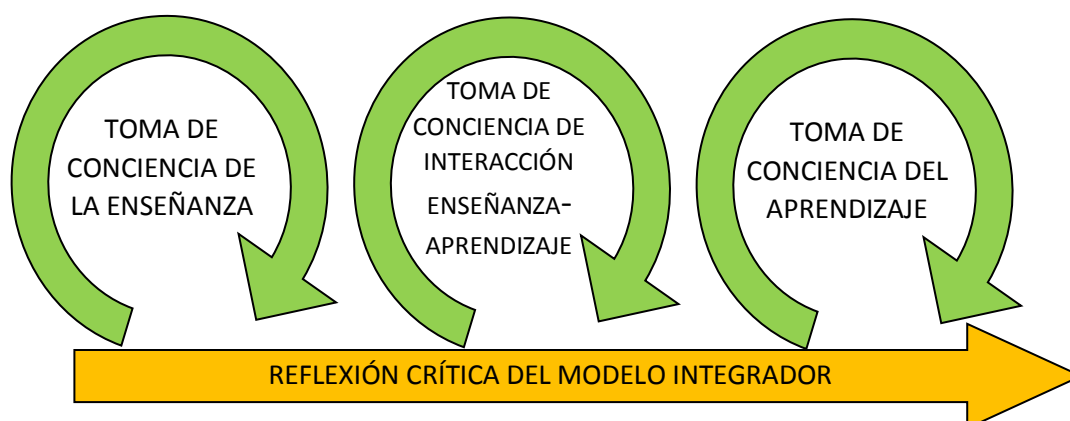 TOMA DE
CONCIENCIA DE
LA ENSEÑANZA
TOMA DE
CONCIENCIA DE
INTERACCIÓN
ENSEÑANZA-
APRENDIZAJE
TOMA DE
CONCIENCIA DEL
APRENDIZAJE
REFLEXIÓN CRÍTICA DEL MODELO INTEGRADOR